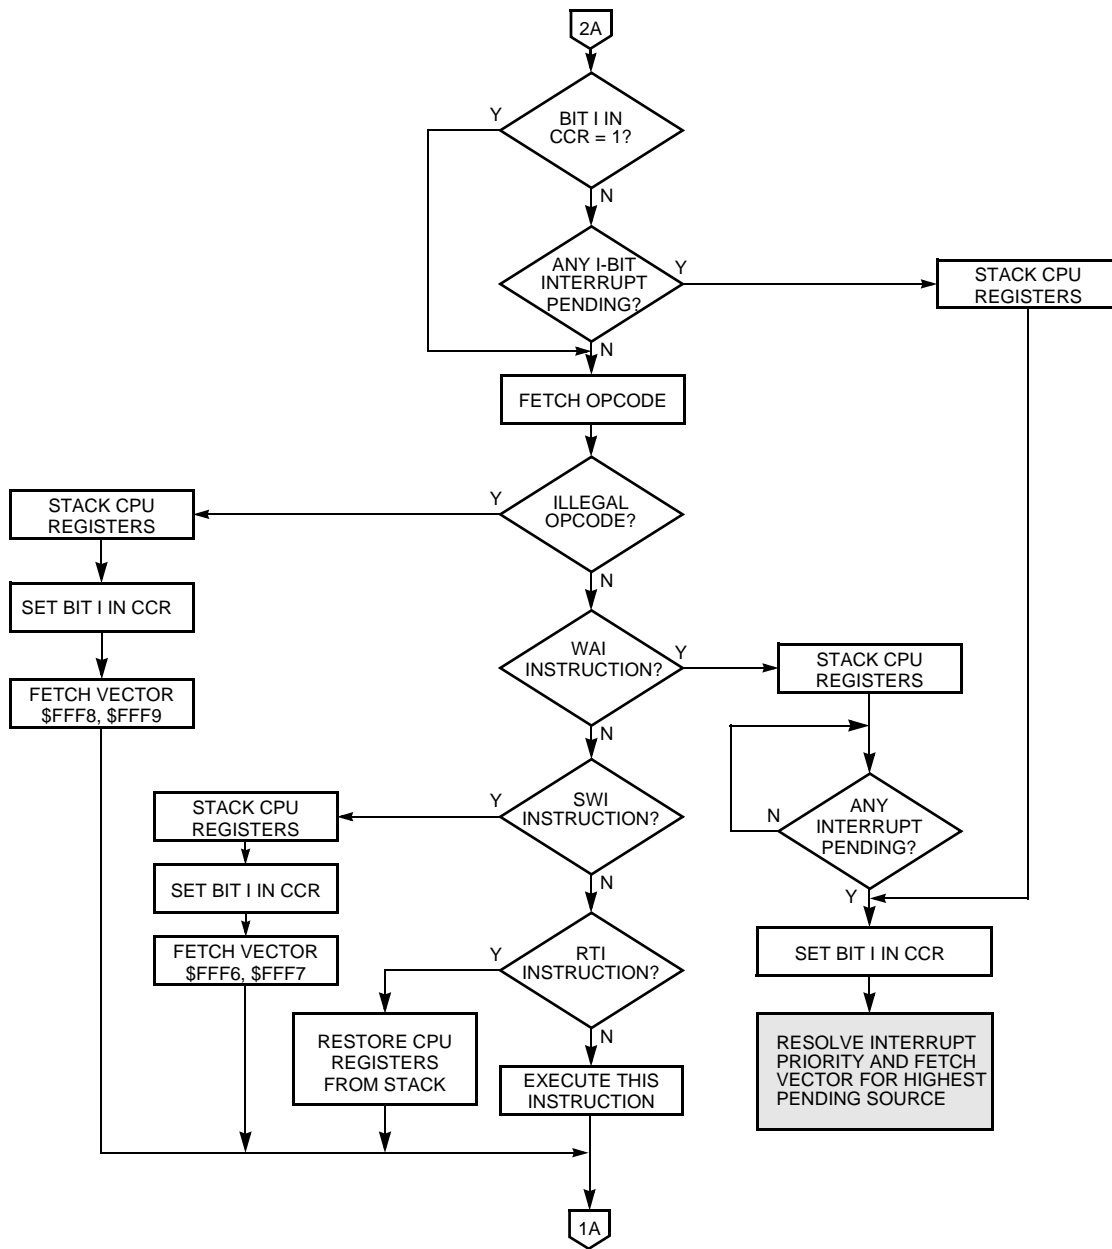 2A
BIT I IN
CCR = 1?
Y
N
ANY I-BIT
INTERRUPT
PENDING?
Y
N
STACK CPU
REGISTERS
FETCH OPCODE
ILLEGAL
OPCODE?
Y
N
STACK CPU
REGISTERS
SET BIT I IN CCR
FETCH VECTOR
$FFF8, $FFF9
WAI
INSTRUCTION?
Y
N
STACK CPU
REGISTERS
ANY
INTERRUPT
PENDING?
N
Y
SWI
INSTRUCTION?
Y
N
STACK CPU
REGISTERS
SET BIT I IN CCR
FETCH VECTOR
$FFF6, $FFF7
RTI
INSTRUCTION?
Y
N
RESTORE CPU
REGISTERS
FROM STACK
EXECUTE THIS
INSTRUCTION
SET BIT I IN CCR
RESOLVE INTERRUPT
PRIORITY AND FETCH
VECTOR FOR HIGHEST
PENDING SOURCE
1A